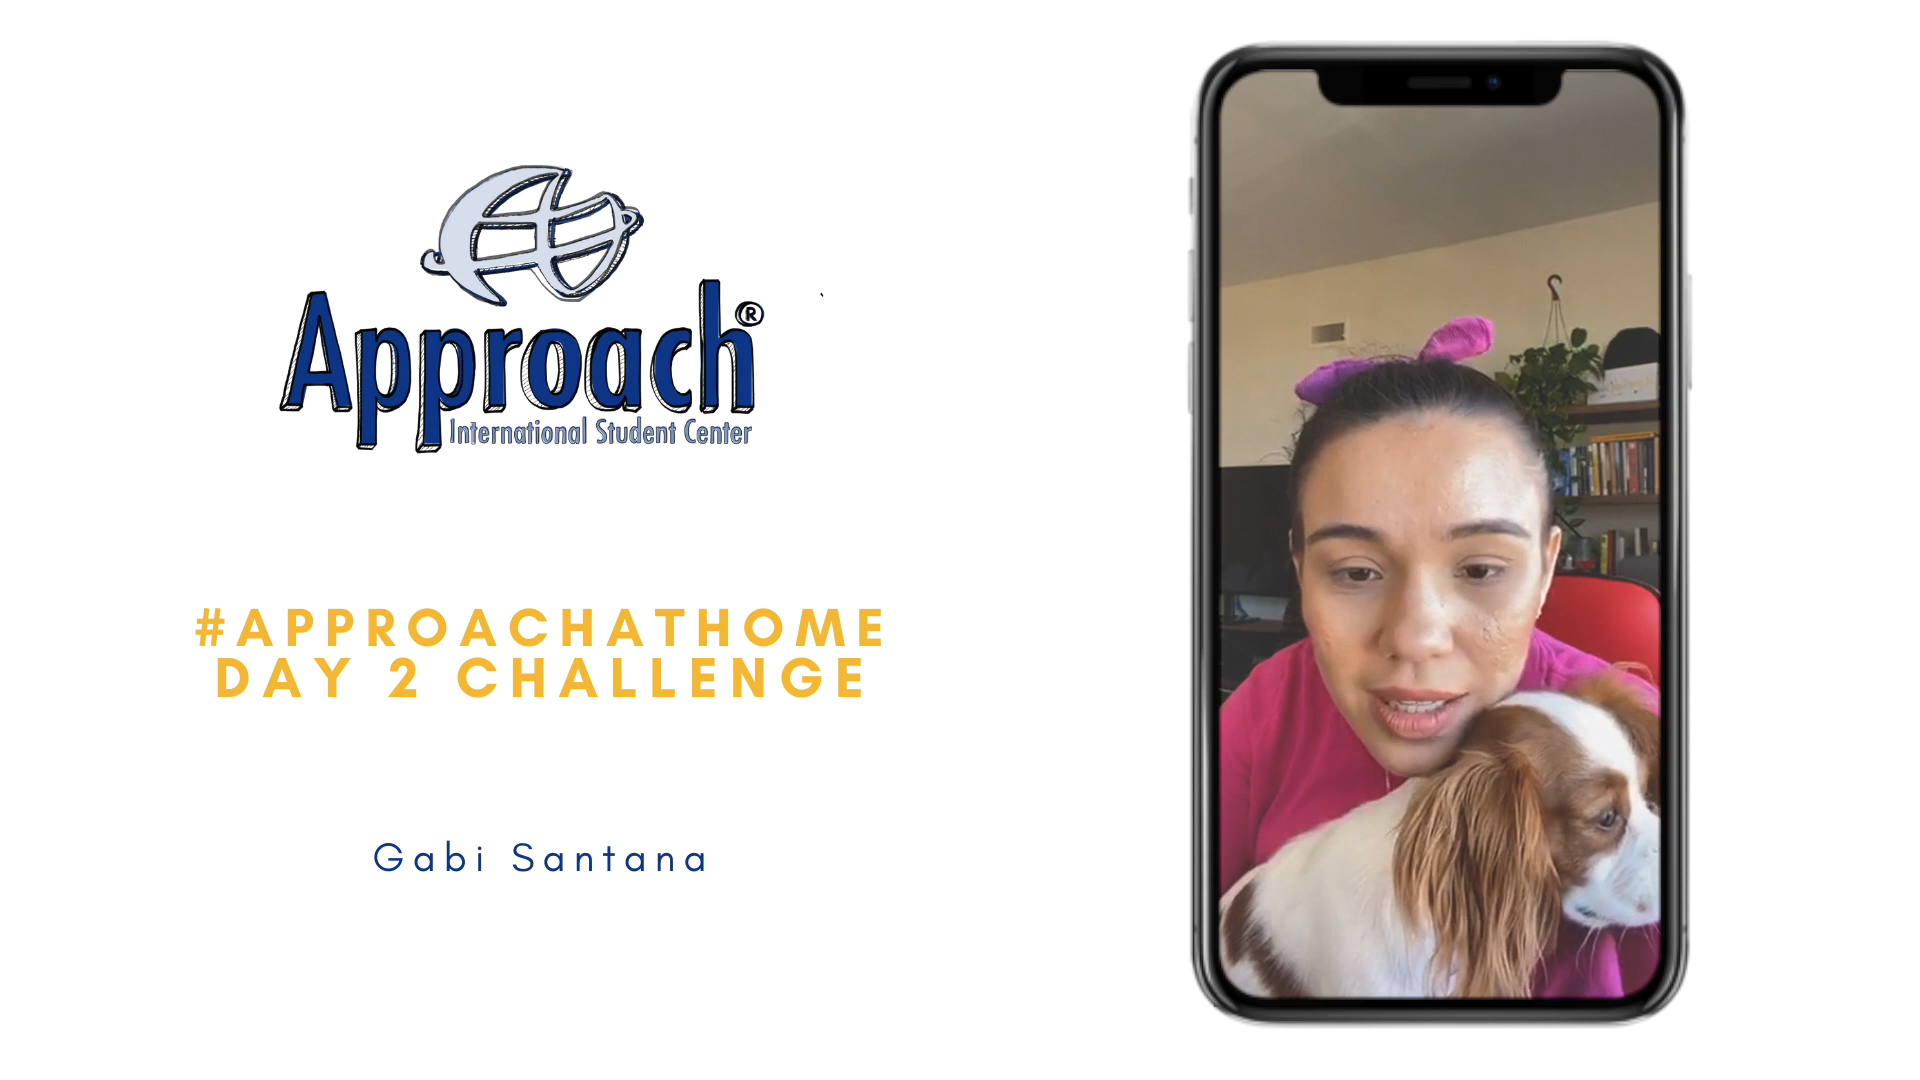 Approach®
International Student Center
#APPROACHATHOME
DAY 2 CHALLENGE
Gabi Santana